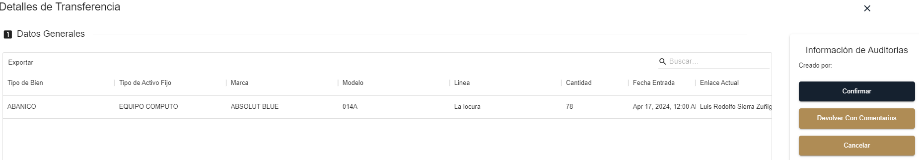 Detalles de Transferencia
1 Datos Generales
Exportar
Buscar...
Tipo de Bien Tipo de Activo Fijo Marca Modelo Linea Cantidad Fecha Entrada Enlace Actual
ABANICO EQUIPO COMPUTO ABSOLUT BLUE 014A La locura 78 Apr 17, 2024, 12:00 A Luis Rodolfo Sierra Zuñig
Información de Auditorías
Creado por:
Confirmar
Devolver Con Comentarios
Cancelar